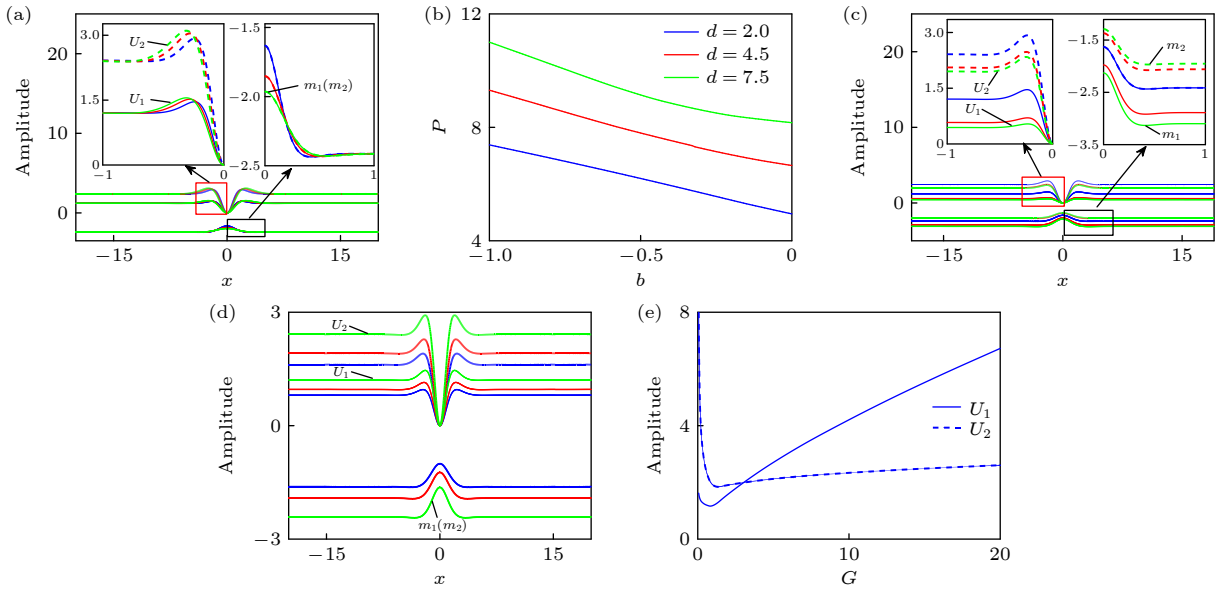 (a)
Amplitude
20
10
0
−15
0
15
x
3.0
1.5
0
−1
0
U2
U1
−1.5
−2.0
−2.5
0
1
m1(m2)
(b)
P
12
8
4
−1.0
−0.5
0
b
d = 2.0
d = 4.5
d = 7.5
(c)
Amplitude
20
10
0
−15
0
15
x
3.0
1.5
0
−1
0
U2
U1
−1.5
−2.5
−3.5
0
1
m2
m1
(d)
Amplitude
3
0
−3
−15
0
15
x
U2
U1
m1(m2)
(e)
Amplitude
8
4
0
0
10
20
G
U1
U2